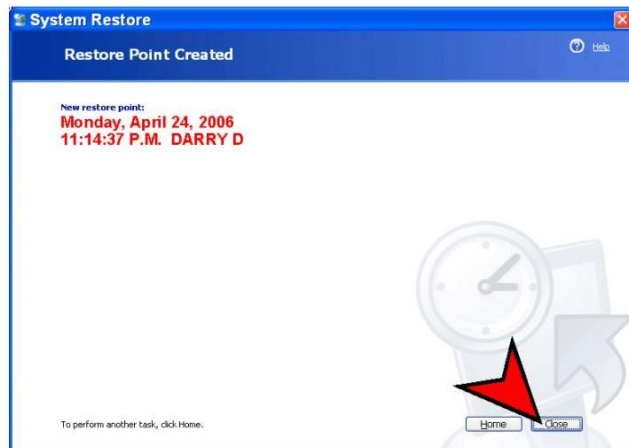 System Restore
Restore Point Created
Help
New restore point:
Monday, April 24, 2006
11:14:37 P.M. DARRY D
To perform another task, click Home.
Home
Close